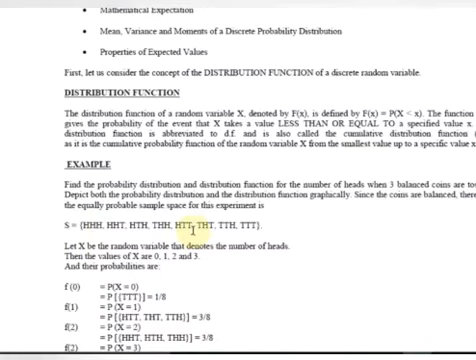 • Mathematical Expectation
• Mean, Variance and Moments of a Discrete Probability Distribution
• Properties of Expected Values
First, let us consider the concept of the DISTRIBUTION FUNCTION of a discrete random variable.
DISTRIBUTION FUNCTION
The distribution function of a random variable X, denoted by F(x), is defined by F(x) = P(X < x). The function
gives the probability of the event that X takes a value LESS THAN OR EQUAL TO a specified value x.
distribution function is abbreviated to d.f. and is also called the cumulative distribution function
as it is the cumulative probability function of the random variable X from the smallest value up to a specific value x
EXAMPLE
Find the probability distribution and distribution function for the number of heads when 3 balanced coins are
Depict both the probability distribution and the distribution function graphically. Since the coins are balanced,
the equally probable sample space for this experiment is
S = {HHH, HHT, HTH, THH, HTT, THT, TTH, TTT}.
Let X be the random variable that denotes the number of heads.
Then the values of X are 0, 1, 2 and 3.
And their probabilities are:
f (0) = P(X = 0)
= P[{TTT}] = 1/8
f(1) = P(X = 1)
= P[{HTT, THT, TTH}] = 3/8
f(2) = P(X = 2)
= P[{HHT, HTH, THH}] = 3/8
f(2) = P (X = 3)